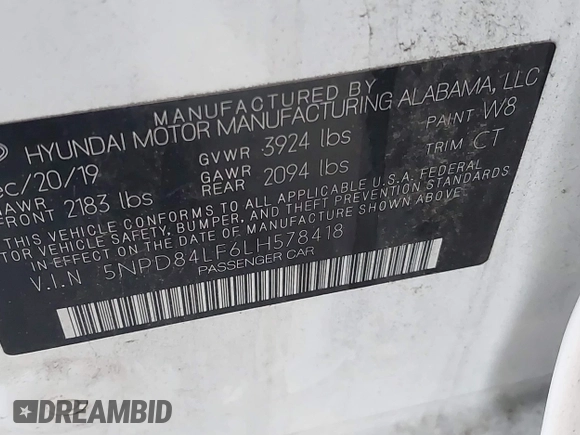 MANUFACTURED BY
HYUNDAI MOTOR MANUFACTURING ALABAMA, LLC
ec/20/19 GVWR 3924 lbs PAINT W8
AWR FRONT 2183 lbs GAWR REAR 2094 lbs TRIM CT
THIS VEHICLE CONFORMS TO ALL APPLICABLE U.S.A. FEDERAL
OTOR VEHICLE SAFETY, BUMPER, AND THEFT PREVENTION STANDARDS
IN EFFECT ON THE DATE OF MANUFACTURE SHOWN ABOVE.
V.I.N 5NPD84LF6LH578418
PASSENGER CAR
DREAMBID